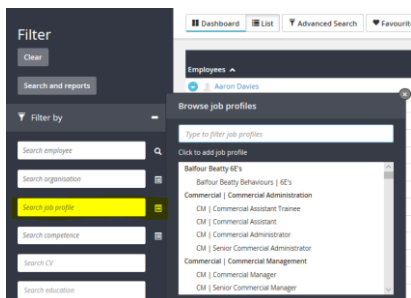 Filter
Clear
Search and reports
Filter by
Search employee
Search organisation
Search job profile
Search competence
Search CV
Search education
Dashboard
List
Advanced Search
Favourit
Employees
Aaron Davies
Browse job profiles
Type to filter job profiles
Click to add job profile
Balfour Beatty 6E's
Balfour Beatty Behaviours | 6E's
Commercial | Commercial Administration
CM | Commercial Assistant Trainee
CM | Commercial Assistant
CM | Commercial Administrator
CM | Senior Commercial Administrator
Commercial | Commercial Management
CM | Commercial Manager
CM | Senior Commercial Manager